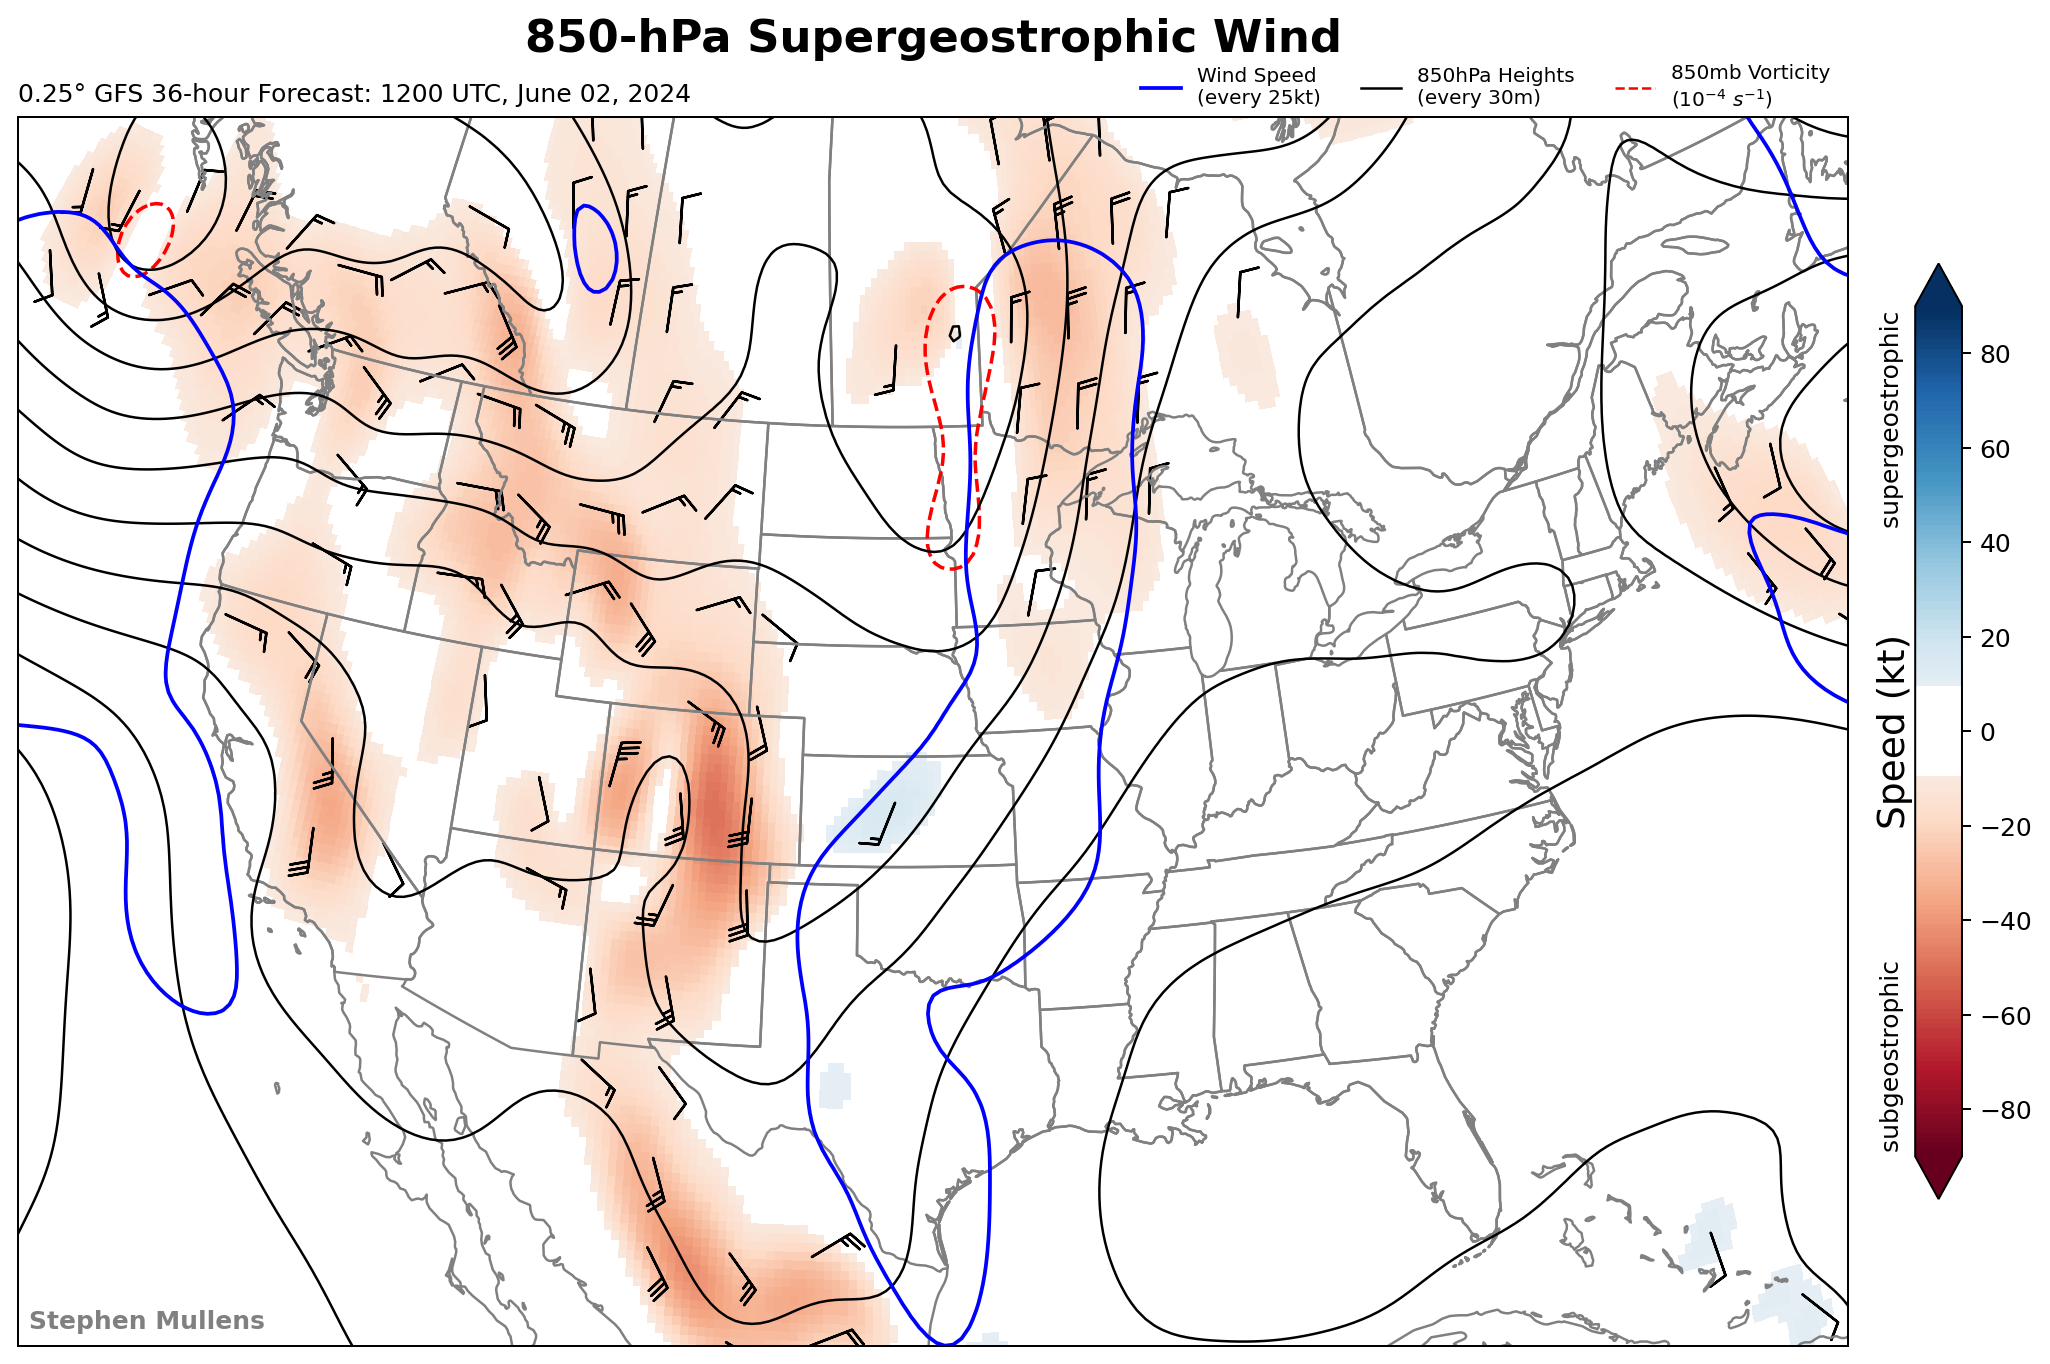 850-hPa Supergeostrophic Wind
0.25° GFS 36-hour Forecast: 1200 UTC, June 02, 2024
Wind Speed
(every 25kt)
850hPa Heights
(every 30m)
850mb Vorticity
(10⁻⁴ s⁻¹)
supergeostrophic
Speed (kt)
subgeostrophic
80
60
40
20
0
−20
−40
−60
−80
Stephen Mullens